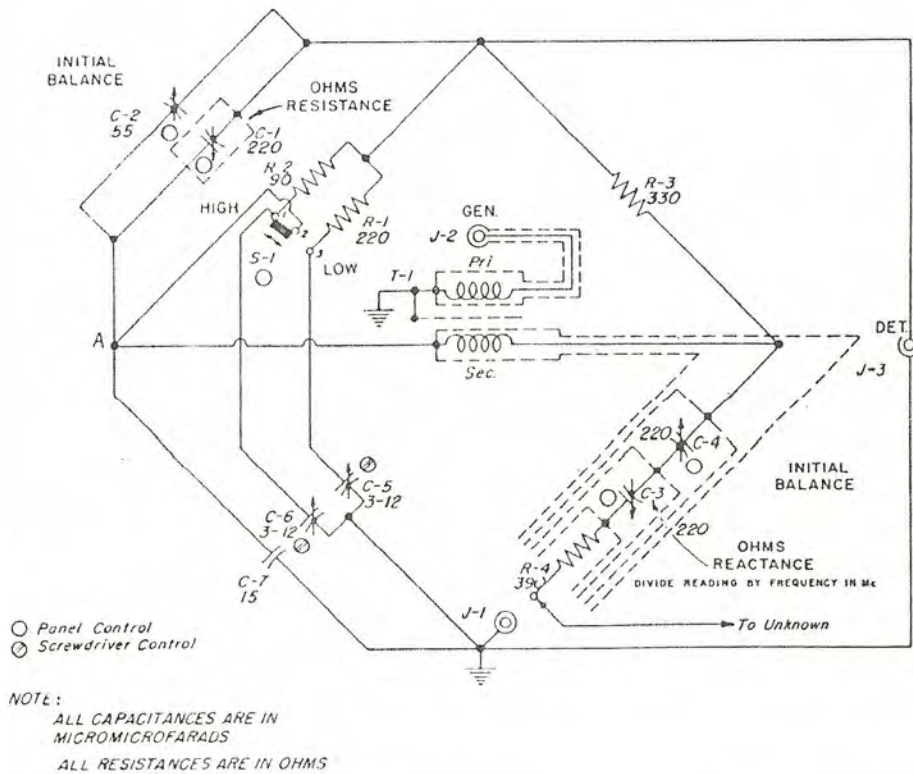 INITIAL
BALANCE
OHMS
RESISTANCE
C-2
55
C-1
220
R-2
90
HIGH
1
2
3
R-1
220
S-1
LOW
GEN.
J-2
R-3
330
T-1
Pri
A
Sec.
DET.
J-3
220
C-4
INITIAL
BALANCE
C-5
3-12
C-6
3-12
C-3
220
OHMS
REACTANCE
DIVIDE READING BY FREQUENCY IN Mc
R-4
390
C-7
15
J-1
To Unknown
Panel Control
Screwdriver Control
NOTE:
ALL CAPACITANCES ARE IN
MICROMICROFARADS
ALL RESISTANCES ARE IN OHMS